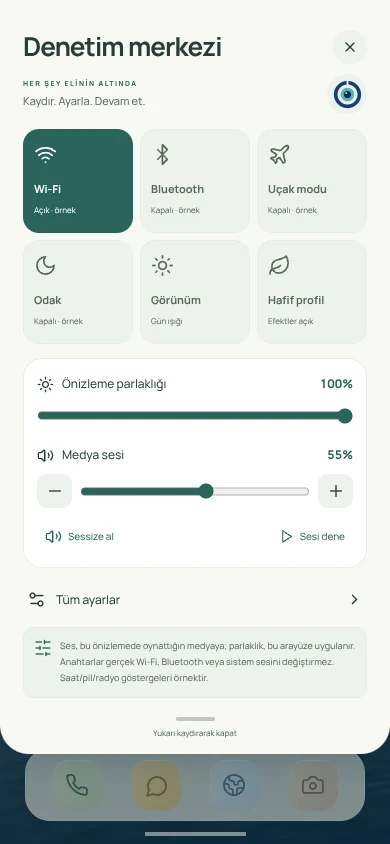 Denetim merkezi
HER ŞEY ELİNİN ALTINDA
Kaydır. Ayarla. Devam et.
Wi-Fi
Açık · örnek
Bluetooth
Kapalı · örnek
Uçak modu
Kapalı · örnek
Odak
Kapalı · örnek
Görünüm
Gün ışığı
Hafif profil
Efektler açık
Önizleme parlaklığı 100%
Medya sesi 55%
Sessize al
Sesi dene
Tüm ayarlar
Ses, bu önizlemede oynattığın medyaya; parlaklık, bu arayüze uygulanır.
Anahtarlar gerçek Wi-Fi, Bluetooth veya sistem sesini değiştirmez.
Saat/pil/radyo göstergeleri örnektir.
Yukarı kaydırarak kapat